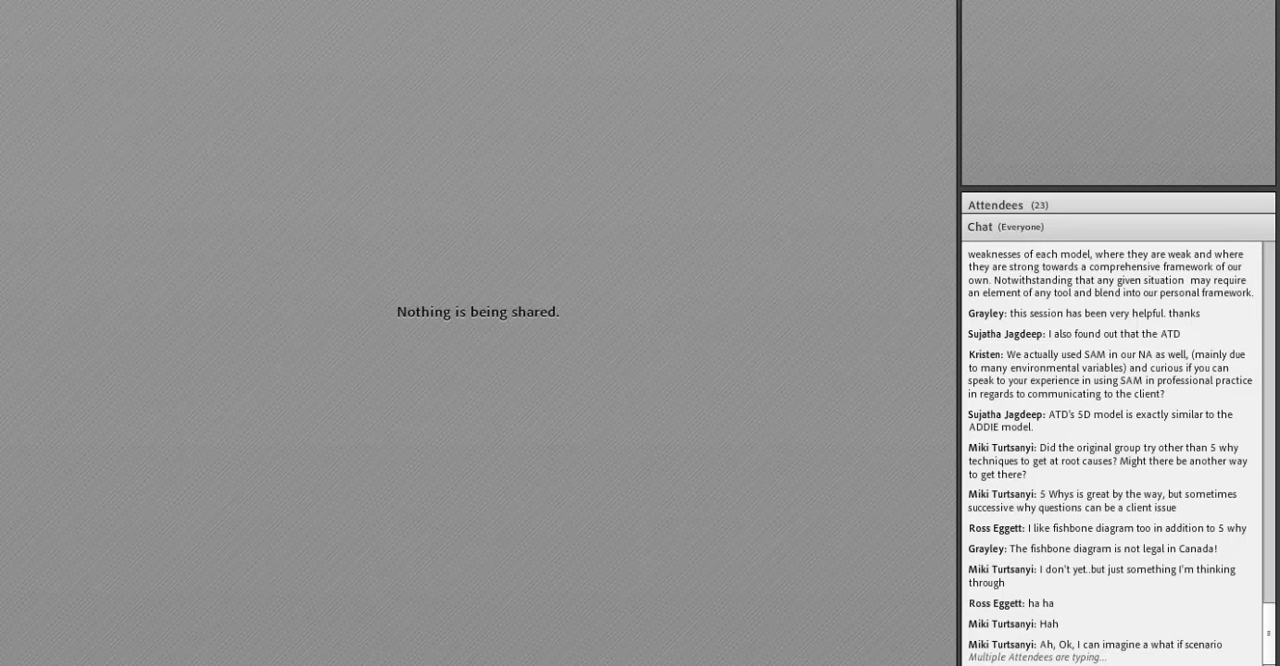 Nothing is being shared.
Attendees (23)
Chat (Everyone)
weaknesses of each model, where they are weak and where
they are strong towards a comprehensive framework of our
own. Notwithstanding that any given situation may require
an element of any tool and blend into our personal framework.
Grayley: this session has been very helpful. thanks
Sujatha Jagdeep: I also found out that the ATD
Kristen: We actually used SAM in our NA as well, (mainly due
to many environmental variables) and curious if you can
speak to your experience in using SAM in professional practice
in regards to communicating to the client?
Sujatha Jagdeep: ATD's 5D model is exactly similar to the
ADDIE model.
Miki Turtsanyi: Did the original group try other than 5 why
techniques to get at root causes? Might there be another way
to get there?
Miki Turtsanyi: 5 Whys is great by the way, but sometimes
successive why questions can be a client issue
Ross Eggett: I like fishbone diagram too in addition to 5 why
Grayley: The fishbone diagram is not legal in Canada!
Miki Turtsanyi: I don't yet..but just something I'm thinking
through
Ross Eggett: ha ha
Miki Turtsanyi: Hah
Miki Turtsanyi: Ah, Ok, I can imagine a what if scenario
Multiple Attendees are typing...